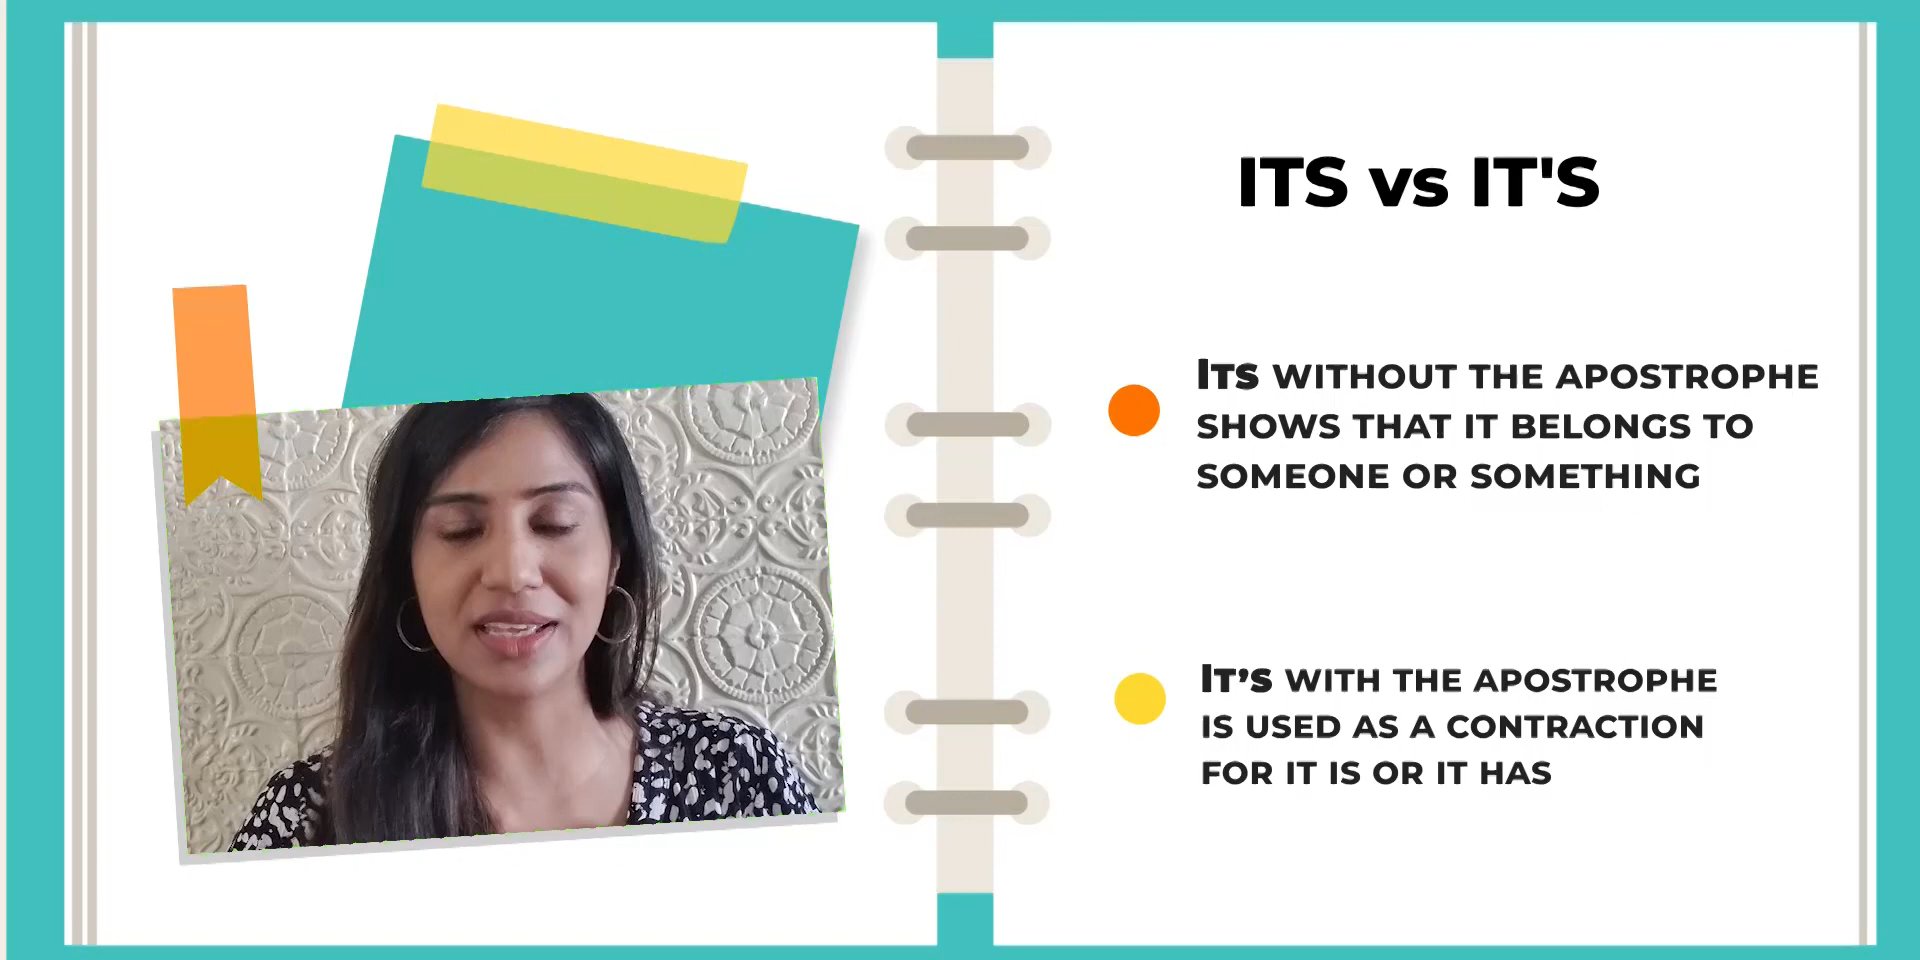 ITS vs IT'S
Its WITHOUT THE APOSTROPHE
SHOWS THAT IT BELONGS TO
SOMEONE OR SOMETHING
It’s WITH THE APOSTROPHE
IS USED AS A CONTRACTION
FOR IT IS OR IT HAS